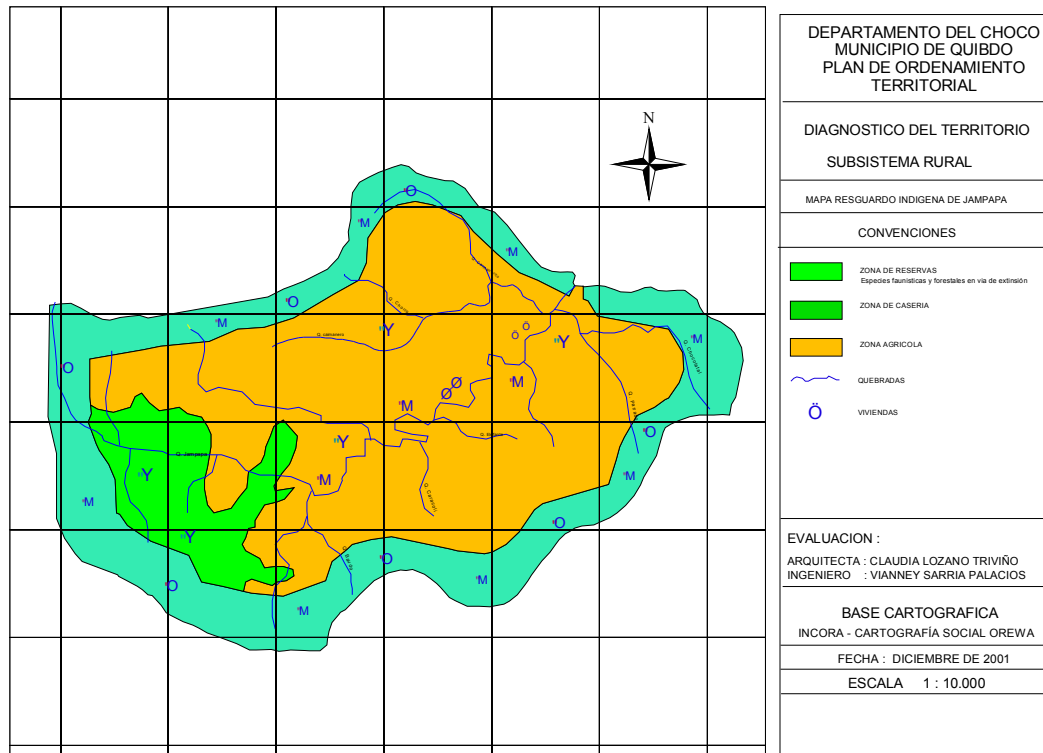 DEPARTAMENTO DEL CHOCO
MUNICIPIO DE QUIBDO
PLAN DE ORDENAMIENTO
TERRITORIAL
DIAGNOSTICO DEL TERRITORIO
SUBSISTEMA RURAL
MAPA RESGUARDO INDIGENA DE JAMPAPA
CONVENCIONES
ZONA DE RESERVAS
Especies faunísticas y forestales en via de extinsión
ZONA DE CASERIA
ZONA AGRICOLA
QUEBRADAS
Ö VIVIENDAS
EVALUACION :
ARQUITECTA : CLAUDIA LOZANO TRIVIÑO
INGENIERO : VIANNEY SARRIA PALACIOS
BASE CARTOGRAFICA
INCORA - CARTOGRAFÍA SOCIAL OREWA
FECHA : DICIEMBRE DE 2001
ESCALA 1 : 10.000
N
O
M
M
O
M
Y
Ö
Ö
Y
M
O
Ø
Ø
M
M
Y
O
Q. Jampapa
Y
M
M
M
O
Y
O
O
M
M